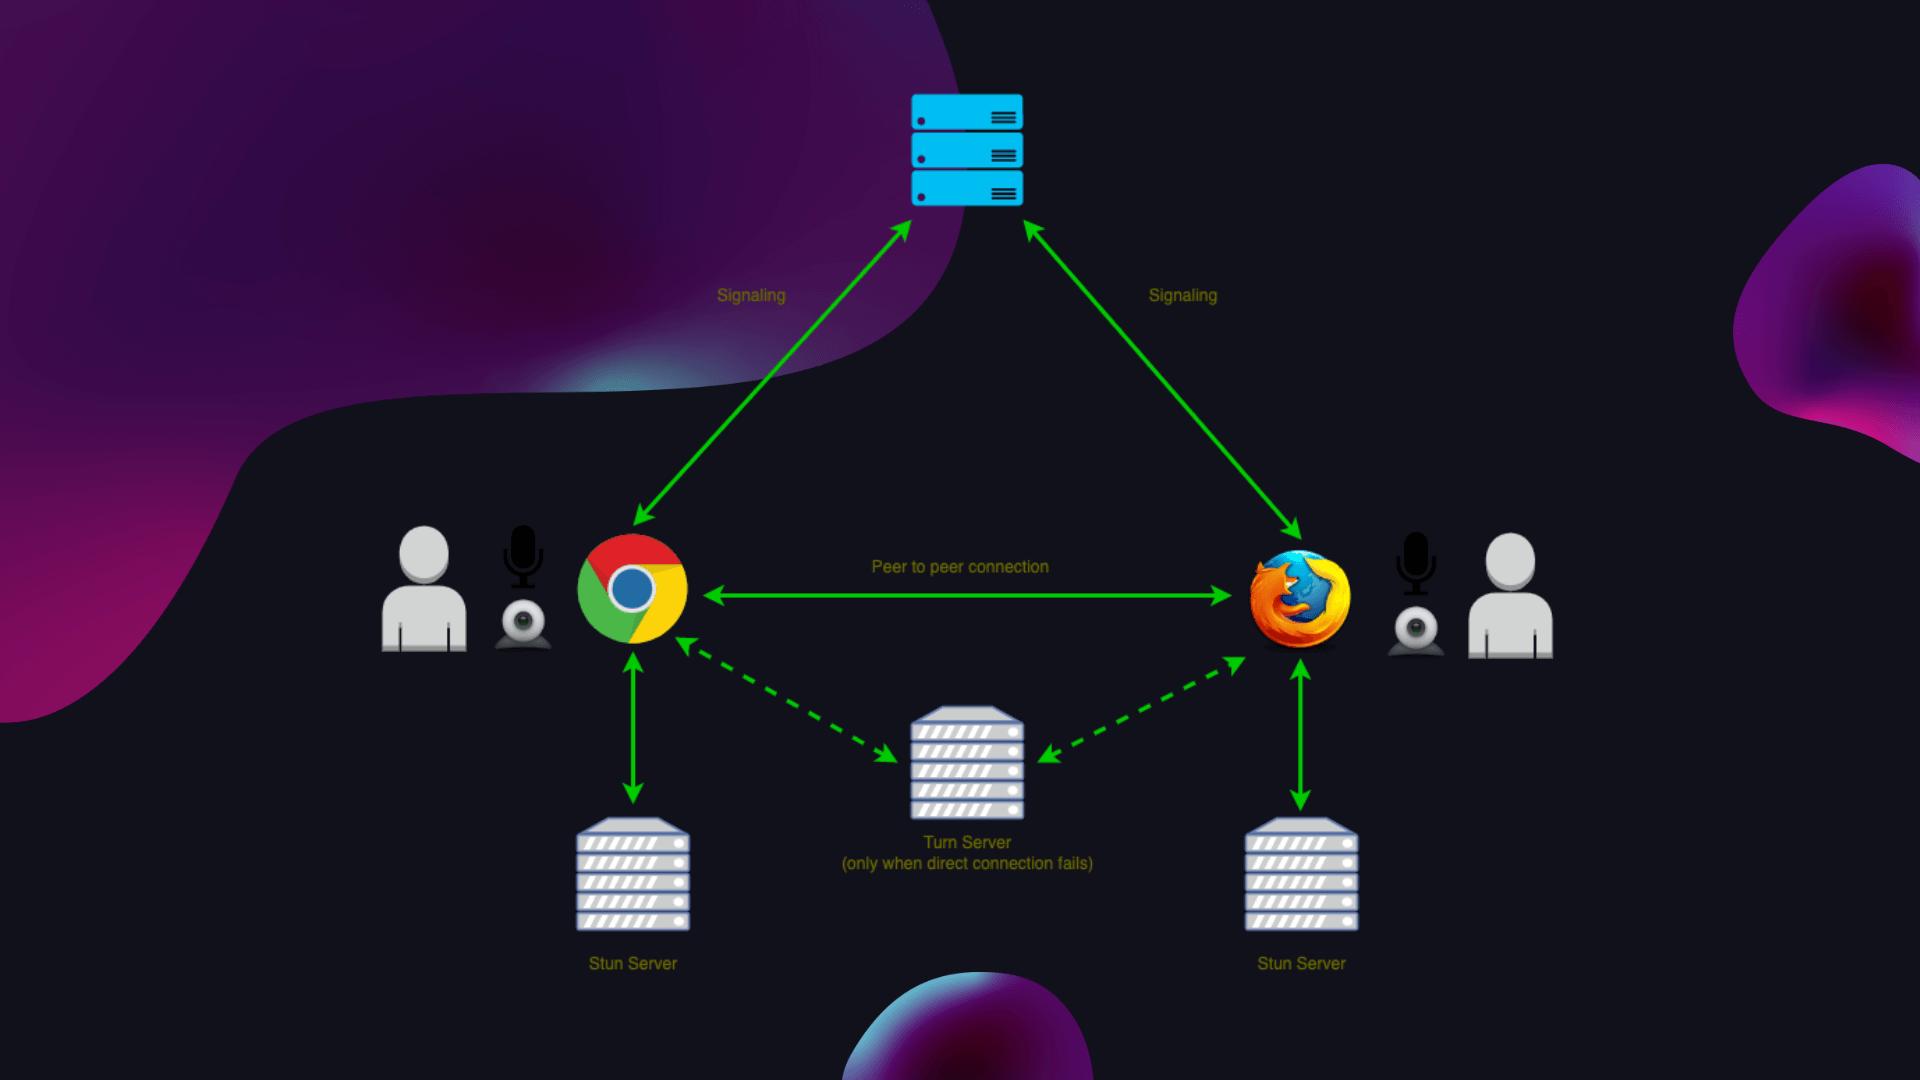 Signaling
Signaling
Peer to peer connection
Turn Server
(only when direct connection fails)
Stun Server
Stun Server